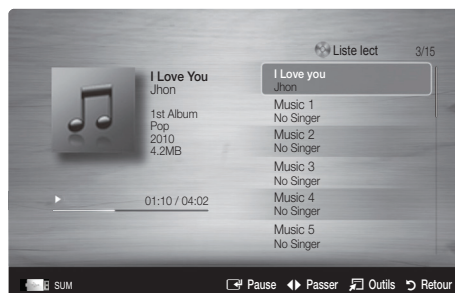 Liste lect 3/15
I Love You
Jhon
1st Album
Pop
2010
4.2MB
01:10 / 04:02
I Love you
Jhon
Music 1
No Singer
Music 2
No Singer
Music 3
No Singer
Music 4
No Singer
Music 5
No Singer
SUM Pause Passer Outils Retour